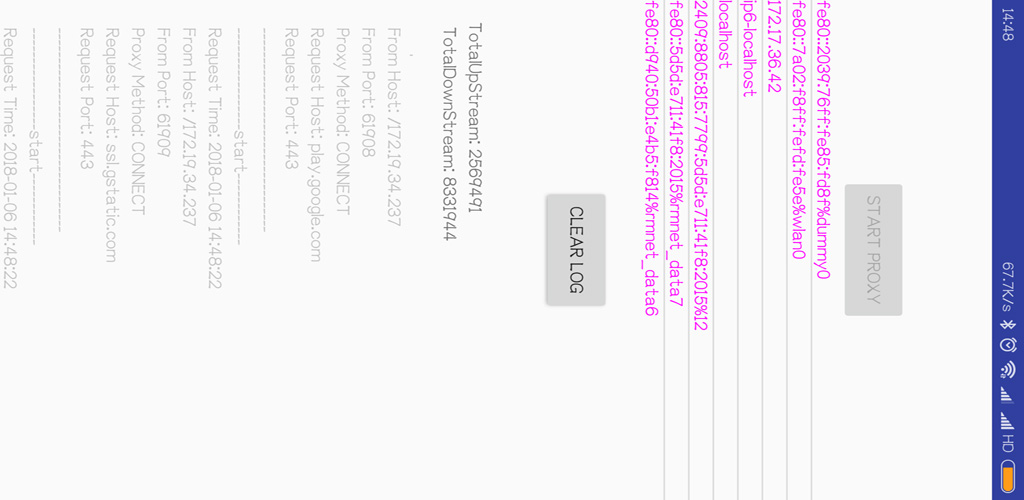 14:48
67.7K/s
HD
START PROXY
fe80::2039:76ff:fe85:fd8f%dummy0
fe80::7a02:f8ff:fefd:fe5e%wlan0
172.17.36.42
ip6-localhost
localhost
2409:8805:815:7799:5d5d:e711:41f8:2015%12
fe80::5d5d:e711:41f8:2015%rmnet_data7
fe80::d940:50b1:e4b5:f814%rmnet_data6
CLEAR LOG
TotalUpStream: 2569491
TotalDownStream: 8331944
From Host: /172.19.34.237
From Port: 61908
Proxy Method: CONNECT
Request Host: play.google.com
Request Port: 443
--------------------------------
---------------start---------------
Request Time: 2018-01-06 14:48:22
From Host: /172.19.34.237
From Port: 61909
Proxy Method: CONNECT
Request Host: ssl.gstatic.com
Request Port: 443
--------------------------------
---------------start---------------
Request Time: 2018-01-06 14:48:22